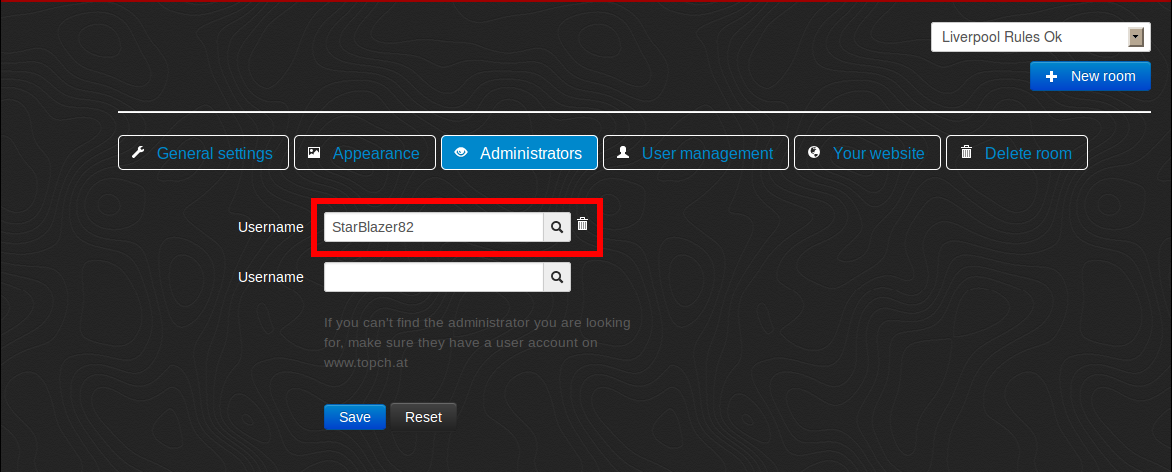 Liverpool Rules Ok
New room
General settings
Appearance
Administrators
User management
Your website
Delete room
Username
StarBlazer82
Username
If you can't find the administrator you are looking
for, make sure they have a user account on
www.topch.at
Save
Reset